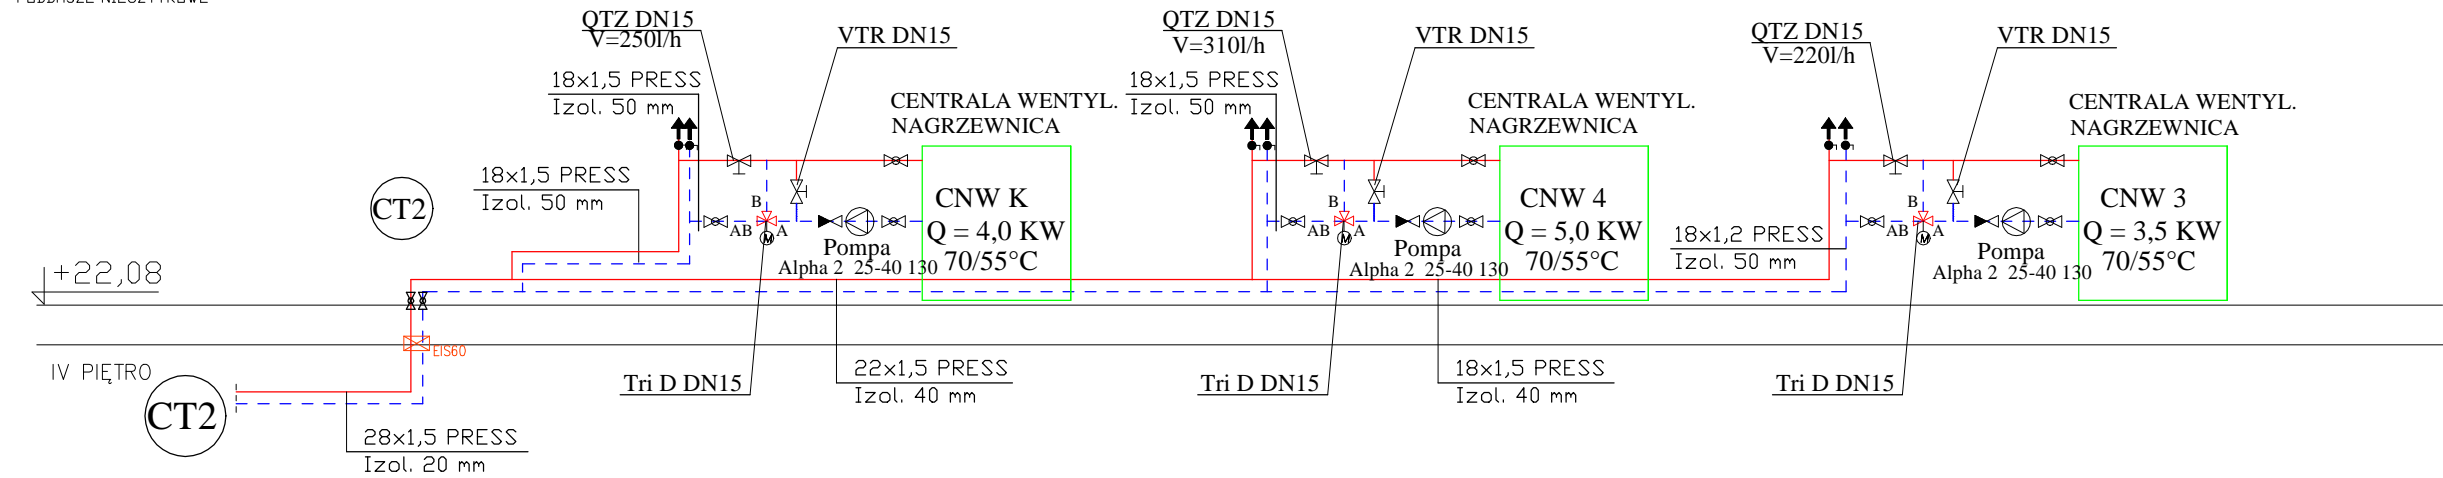 QTZ DN15
V=250l/h
VTR DN15
18x1,5 PRESS
Izol. 50 mm
CENTRALA WENTYL.
NAGRZEWNICA
18x1,5 PRESS
Izol. 50 mm
CT2
B
AB
A
M
Pompa
Alpha 2 25-40 130
CNW K
Q = 4,0 KW
70/55°C
QTZ DN15
V=310l/h
VTR DN15
18x1,5 PRESS
Izol. 50 mm
CENTRALA WENTYL.
NAGRZEWNICA
B
AB
A
M
Pompa
Alpha 2 25-40 130
CNW 4
Q = 5,0 KW
70/55°C
QTZ DN15
V=220l/h
VTR DN15
CENTRALA WENTYL.
NAGRZEWNICA
18x1,2 PRESS
Izol. 50 mm
B
AB
A
M
Pompa
Alpha 2 25-40 130
CNW 3
Q = 3,5 KW
70/55°C
+22,08
EIS60
IV PIĘTRO
CT2
28x1,5 PRESS
Izol. 20 mm
Tri D DN15
22x1,5 PRESS
Izol. 40 mm
Tri D DN15
18x1,5 PRESS
Izol. 40 mm
Tri D DN15